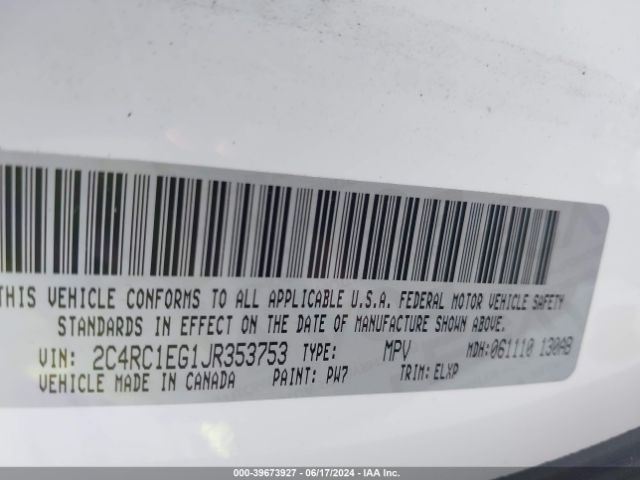 THIS VEHICLE CONFORMS TO ALL APPLICABLE U.S.A. FEDERAL MOTOR VEHICLE SAFETY
STANDARDS IN EFFECT ON THE DATE OF MANUFACTURE SHOWN ABOVE.
VIN: 2C4RC1EG1JR353753 TYPE: MPV MDH: 061110 130AB
VEHICLE MADE IN CANADA PAINT: PW7 TRIM: ELXP
000-39673927 - 06/17/2024 - IAA Inc.